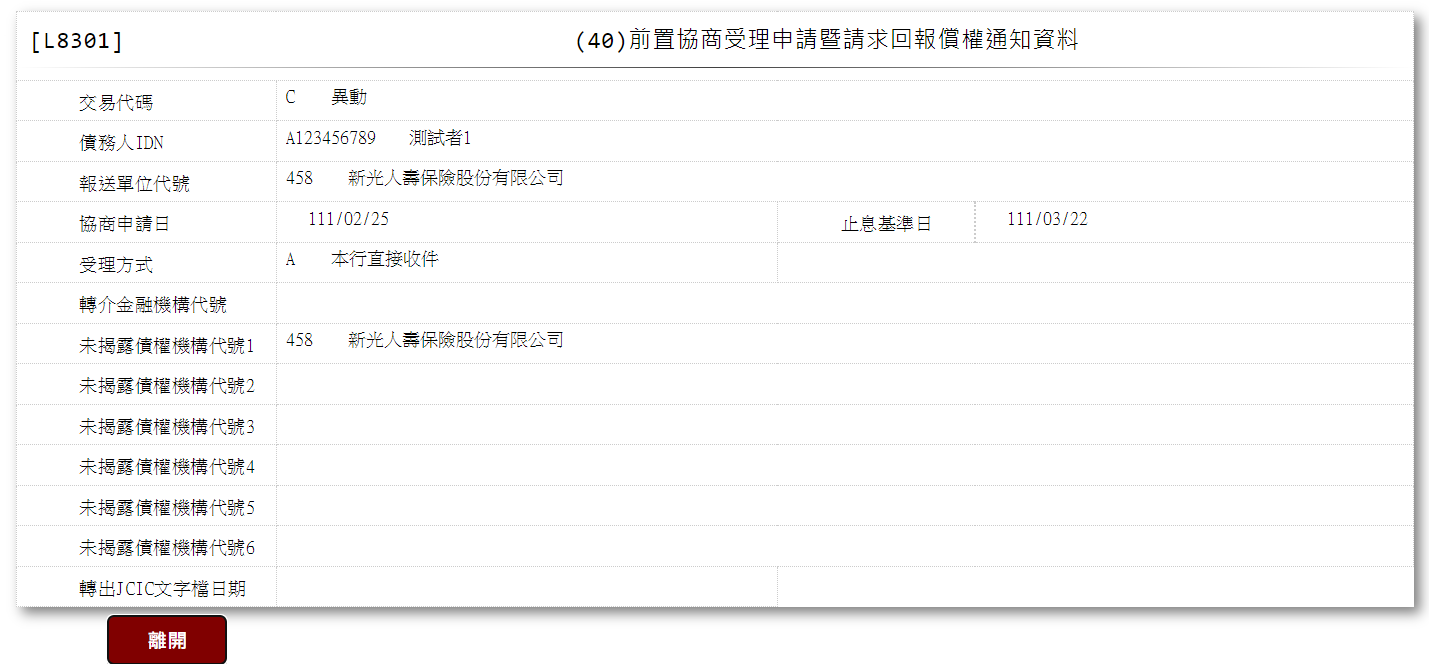 [L8301] (40)前置協商受理申請暨請求回報償權通知資料
交易代碼 C 異動
債務人IDN A123456789 測試者1
報送單位代號 458 新光人壽保險股份有限公司
協商申請日 111/02/25 止息基準日 111/03/22
受理方式 A 本行直接收件
轉介金融機構代號
未揭露債權機構代號1 458 新光人壽保險股份有限公司
未揭露債權機構代號2
未揭露債權機構代號3
未揭露債權機構代號4
未揭露債權機構代號5
未揭露債權機構代號6
轉出JCIC文字檔日期
離開